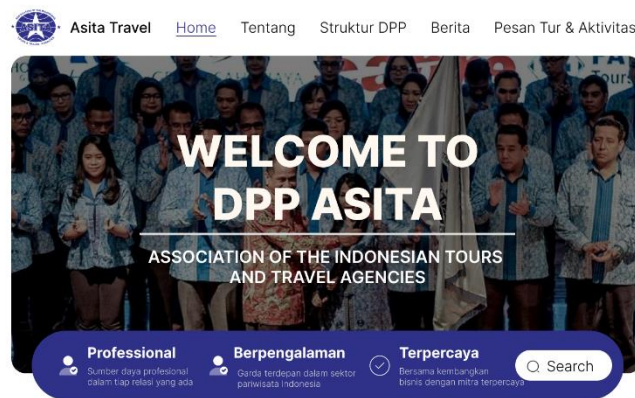 ASITA
Asita Travel
Home
Tentang
Struktur DPP
Berita
Pesan Tur & Aktivitas
WELCOME TO
DPP ASITA
ASSOCIATION OF THE INDONESIAN TOURS
AND TRAVEL AGENCIES
Professional
Sumber daya profesional
dalam tiap relasi yang ada
Berpengalaman
Garda terdepan dalam sektor
pariwisata Indonesia
Terpercaya
Bersama kembangkan
bisnis dengan mitra terpercaya
Search